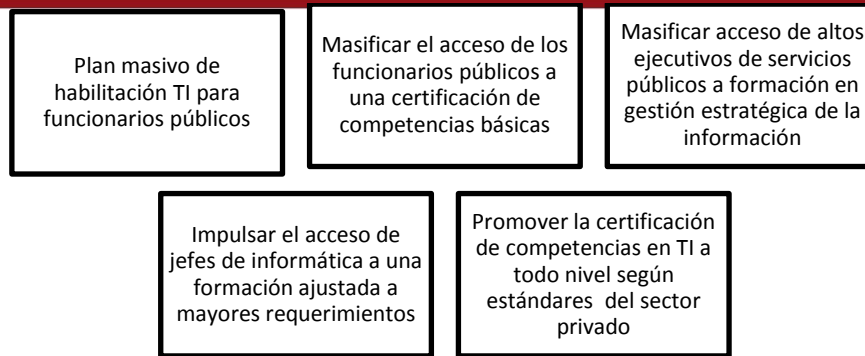 Plan masivo de
habilitación TI para
funcionarios públicos
Masificar el acceso de los
funcionarios públicos a
una certificación de
competencias básicas
Masificar acceso de altos
ejecutivos de servicios
públicos a formación en
gestión estratégica de la
información
Impulsar el acceso de
jefes de informática a una
formación ajustada a
mayores requerimientos
Promover la certificación
de competencias en TI a
todo nivel según
estándares del sector
privado